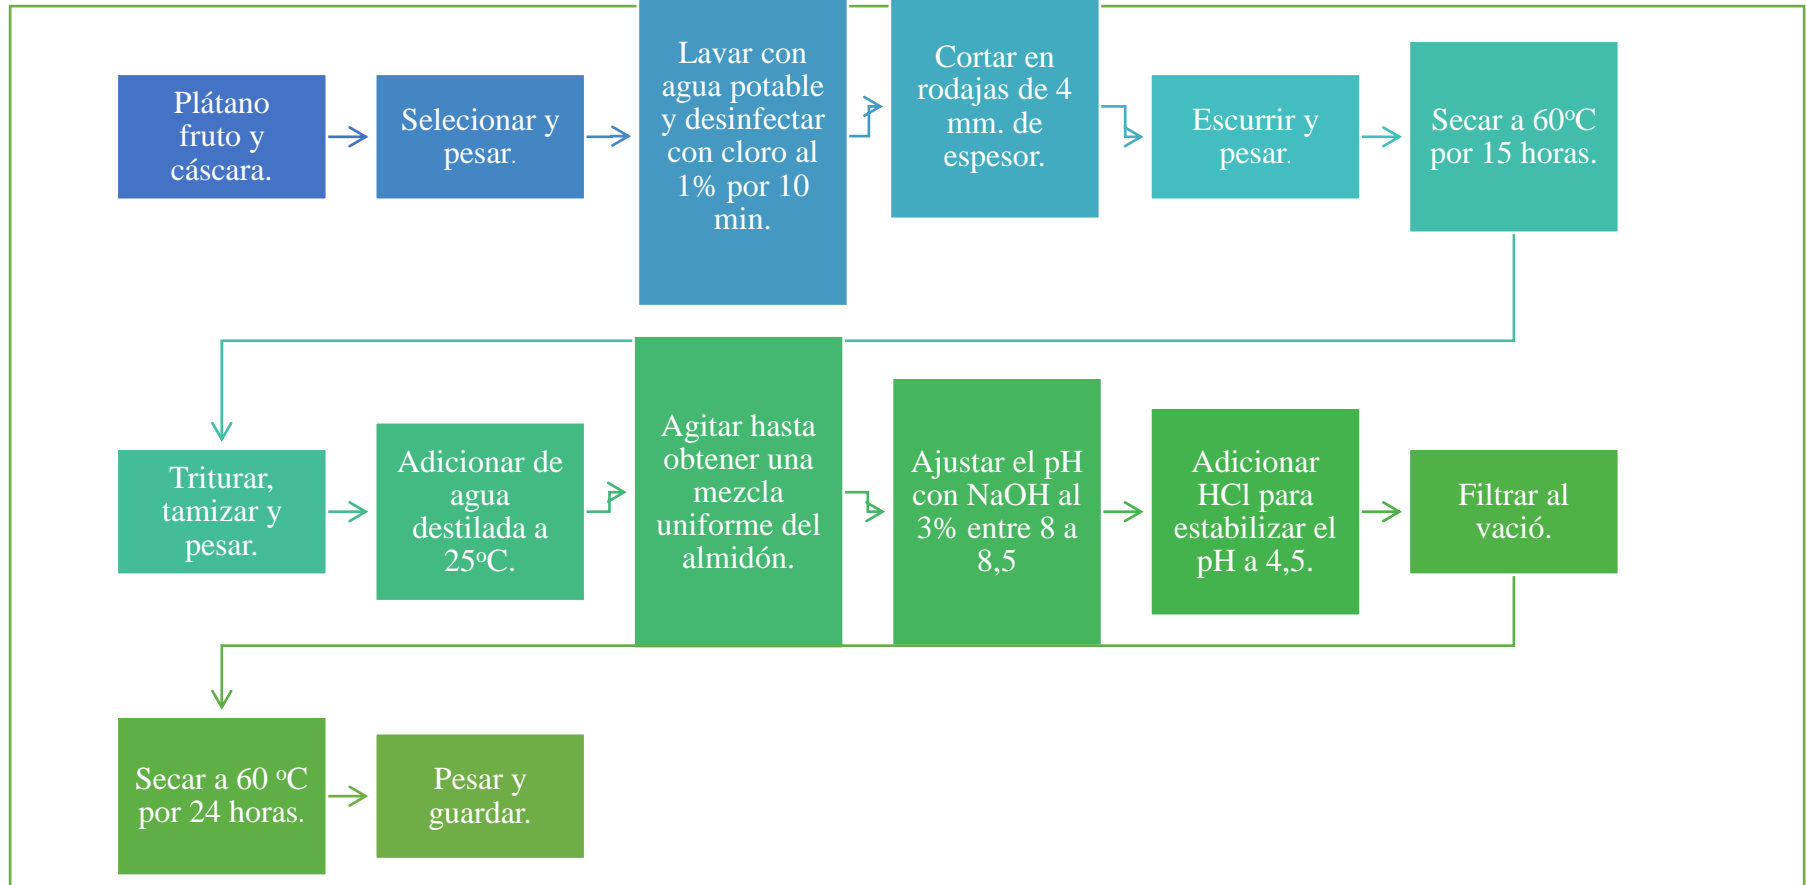 Plátano
fruto y
cáscara.
Selecionar y
pesar.
Lavar con
agua potable
y desinfectar
con cloro al
1% por 10
min.
Cortar en
rodajas de 4
mm. de
espesor.
Escurrir y
pesar.
Secar a 60ºC
por 15 horas.
Triturar,
tamizar y
pesar.
Adicionar de
agua
destilada a
25ºC.
Agitar hasta
obtener una
mezcla
uniforme del
almidón.
Ajustar el pH
con NaOH al
3% entre 8 a
8,5
Adicionar
HCl para
estabilizar el
pH a 4,5.
Filtrar al
vació.
Secar a 60 ºC
por 24 horas.
Pesar y
guardar.